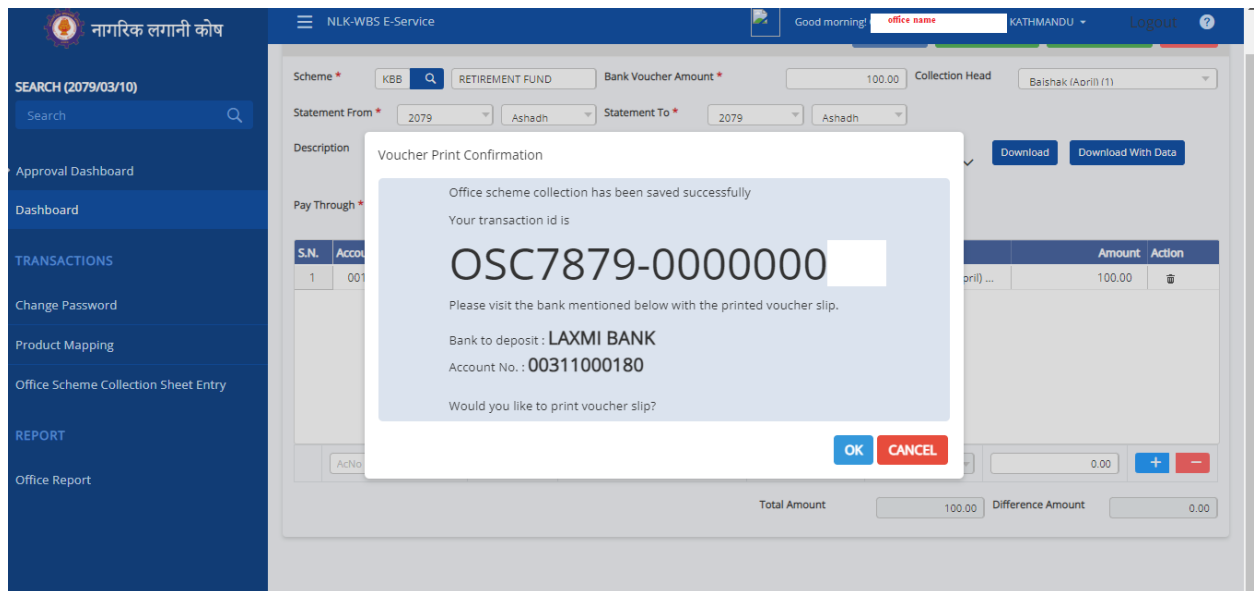 नागरिक लगानी कोष
NLK-WBS E-Service
Good morning!
office name
KATHMANDU
Logout
?
SEARCH (2079/03/10)
Search
Approval Dashboard
Dashboard
TRANSACTIONS
Change Password
Product Mapping
Office Scheme Collection Sheet Entry
REPORT
Office Report
Scheme * KBB RETIREMENT FUND Bank Voucher Amount * 100.00 Collection Head Baishak (April) (1)
Statement From * 2079 Ashadh Statement To * 2079 Ashadh
Description
Download Download With Data
Pay Through *
Voucher Print Confirmation
Office scheme collection has been saved successfully
Your transaction id is
OSC7879-0000000
Please visit the bank mentioned below with the printed voucher slip.
Bank to deposit : LAXMI BANK
Account No. : 00311000180
Would you like to print voucher slip?
OK CANCEL
S.N. Amount Action
1 001 100.00
AcNo 0.00 + −
Total Amount 100.00 Difference Amount 0.00